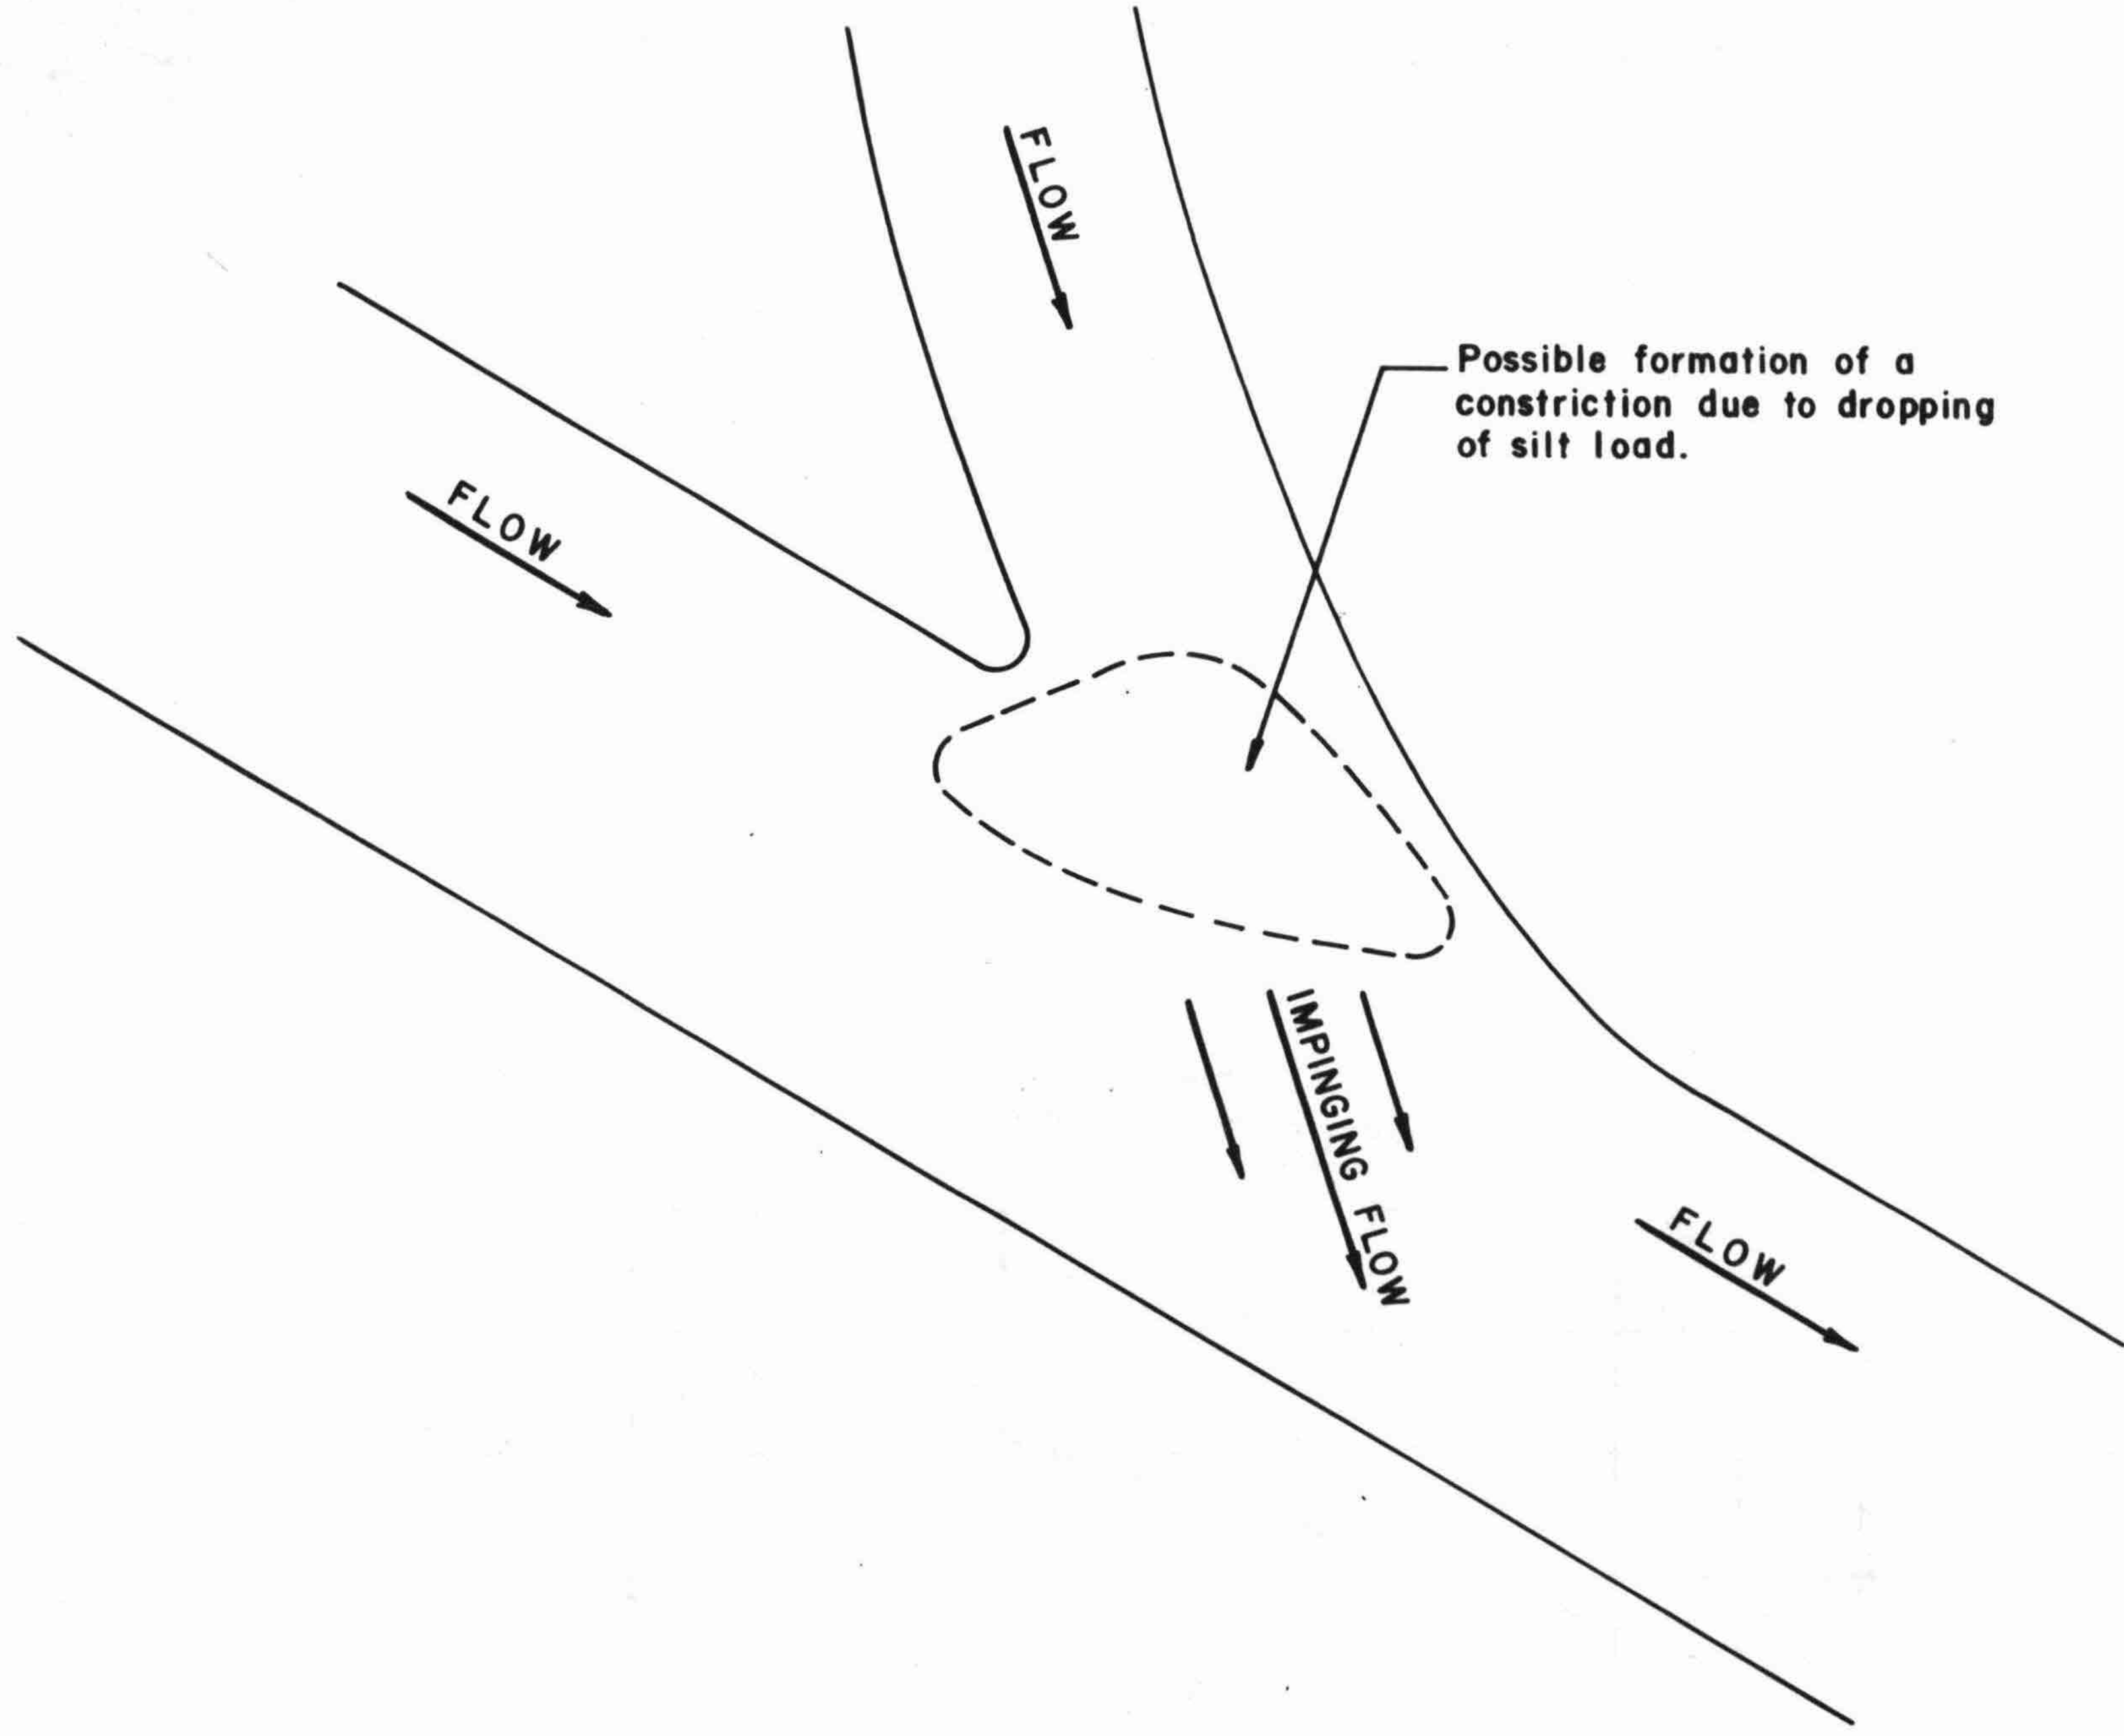 FLOW
Possible formation of a
constriction due to dropping
of silt load.
FLOW
IMPINGING FLOW
FLOW